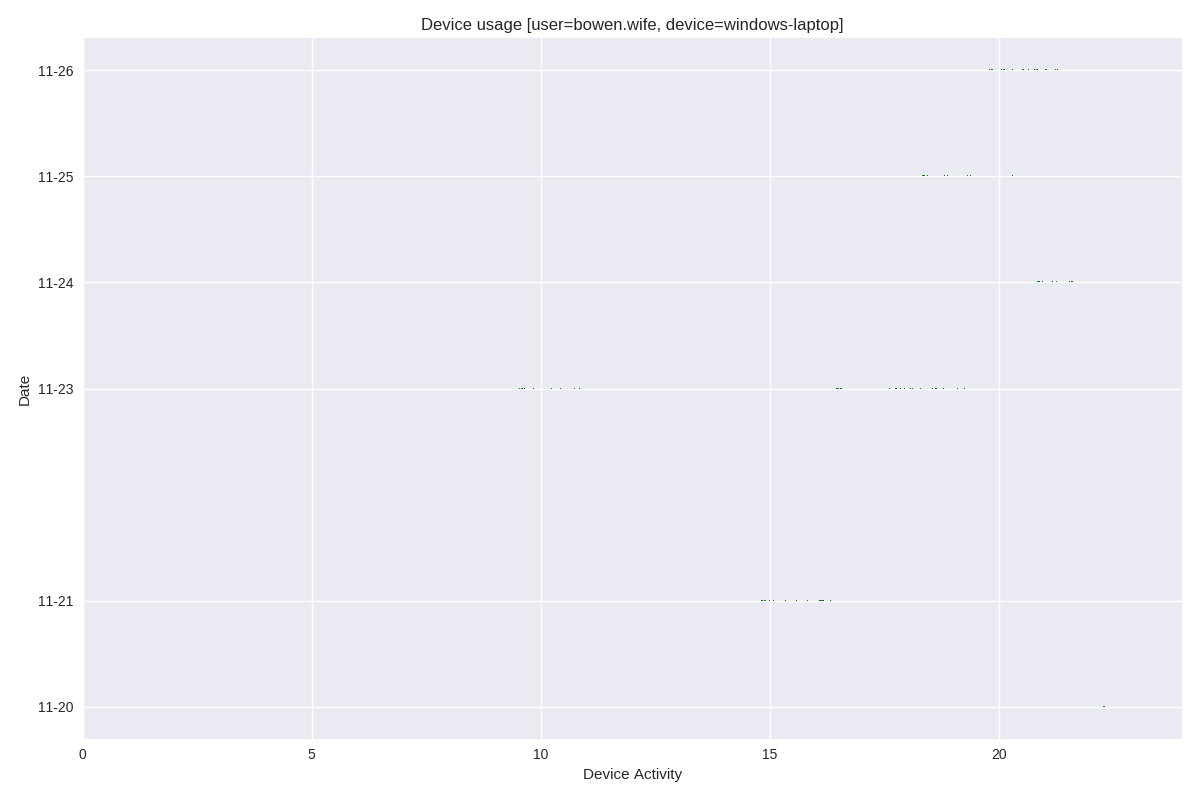 Device usage [user=bowen.wife, device=windows-laptop]
11-26
11-25
11-24
11-23
11-21
11-20
Date
0 5 10 15 20
Device Activity